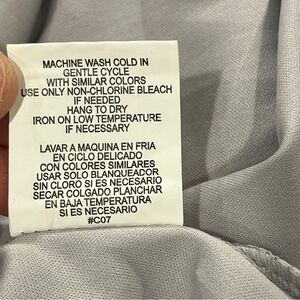 MACHINE WASH COLD IN
GENTLE CYCLE
WITH SIMILAR COLORS
USE ONLY NON-CHLORINE BLEACH
IF NEEDED
HANG TO DRY
IRON ON LOW TEMPERATURE
IF NECESSARY
LAVAR A MAQUINA EN FRIA
EN CICLO DELICADO
CON COLORES SIMILARES
USAR SOLO BLANQUEADOR
SIN CLORO SI ES NECESARIO
SECAR COLGADO PLANCHAR
EN BAJA TEMPERATURA
SI ES NECESARIO
#C07